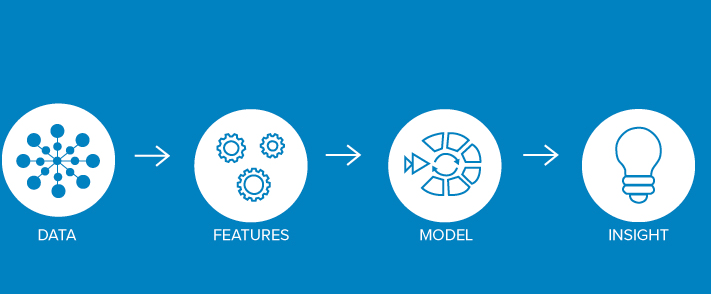 DATA
FEATURES
MODEL
INSIGHT